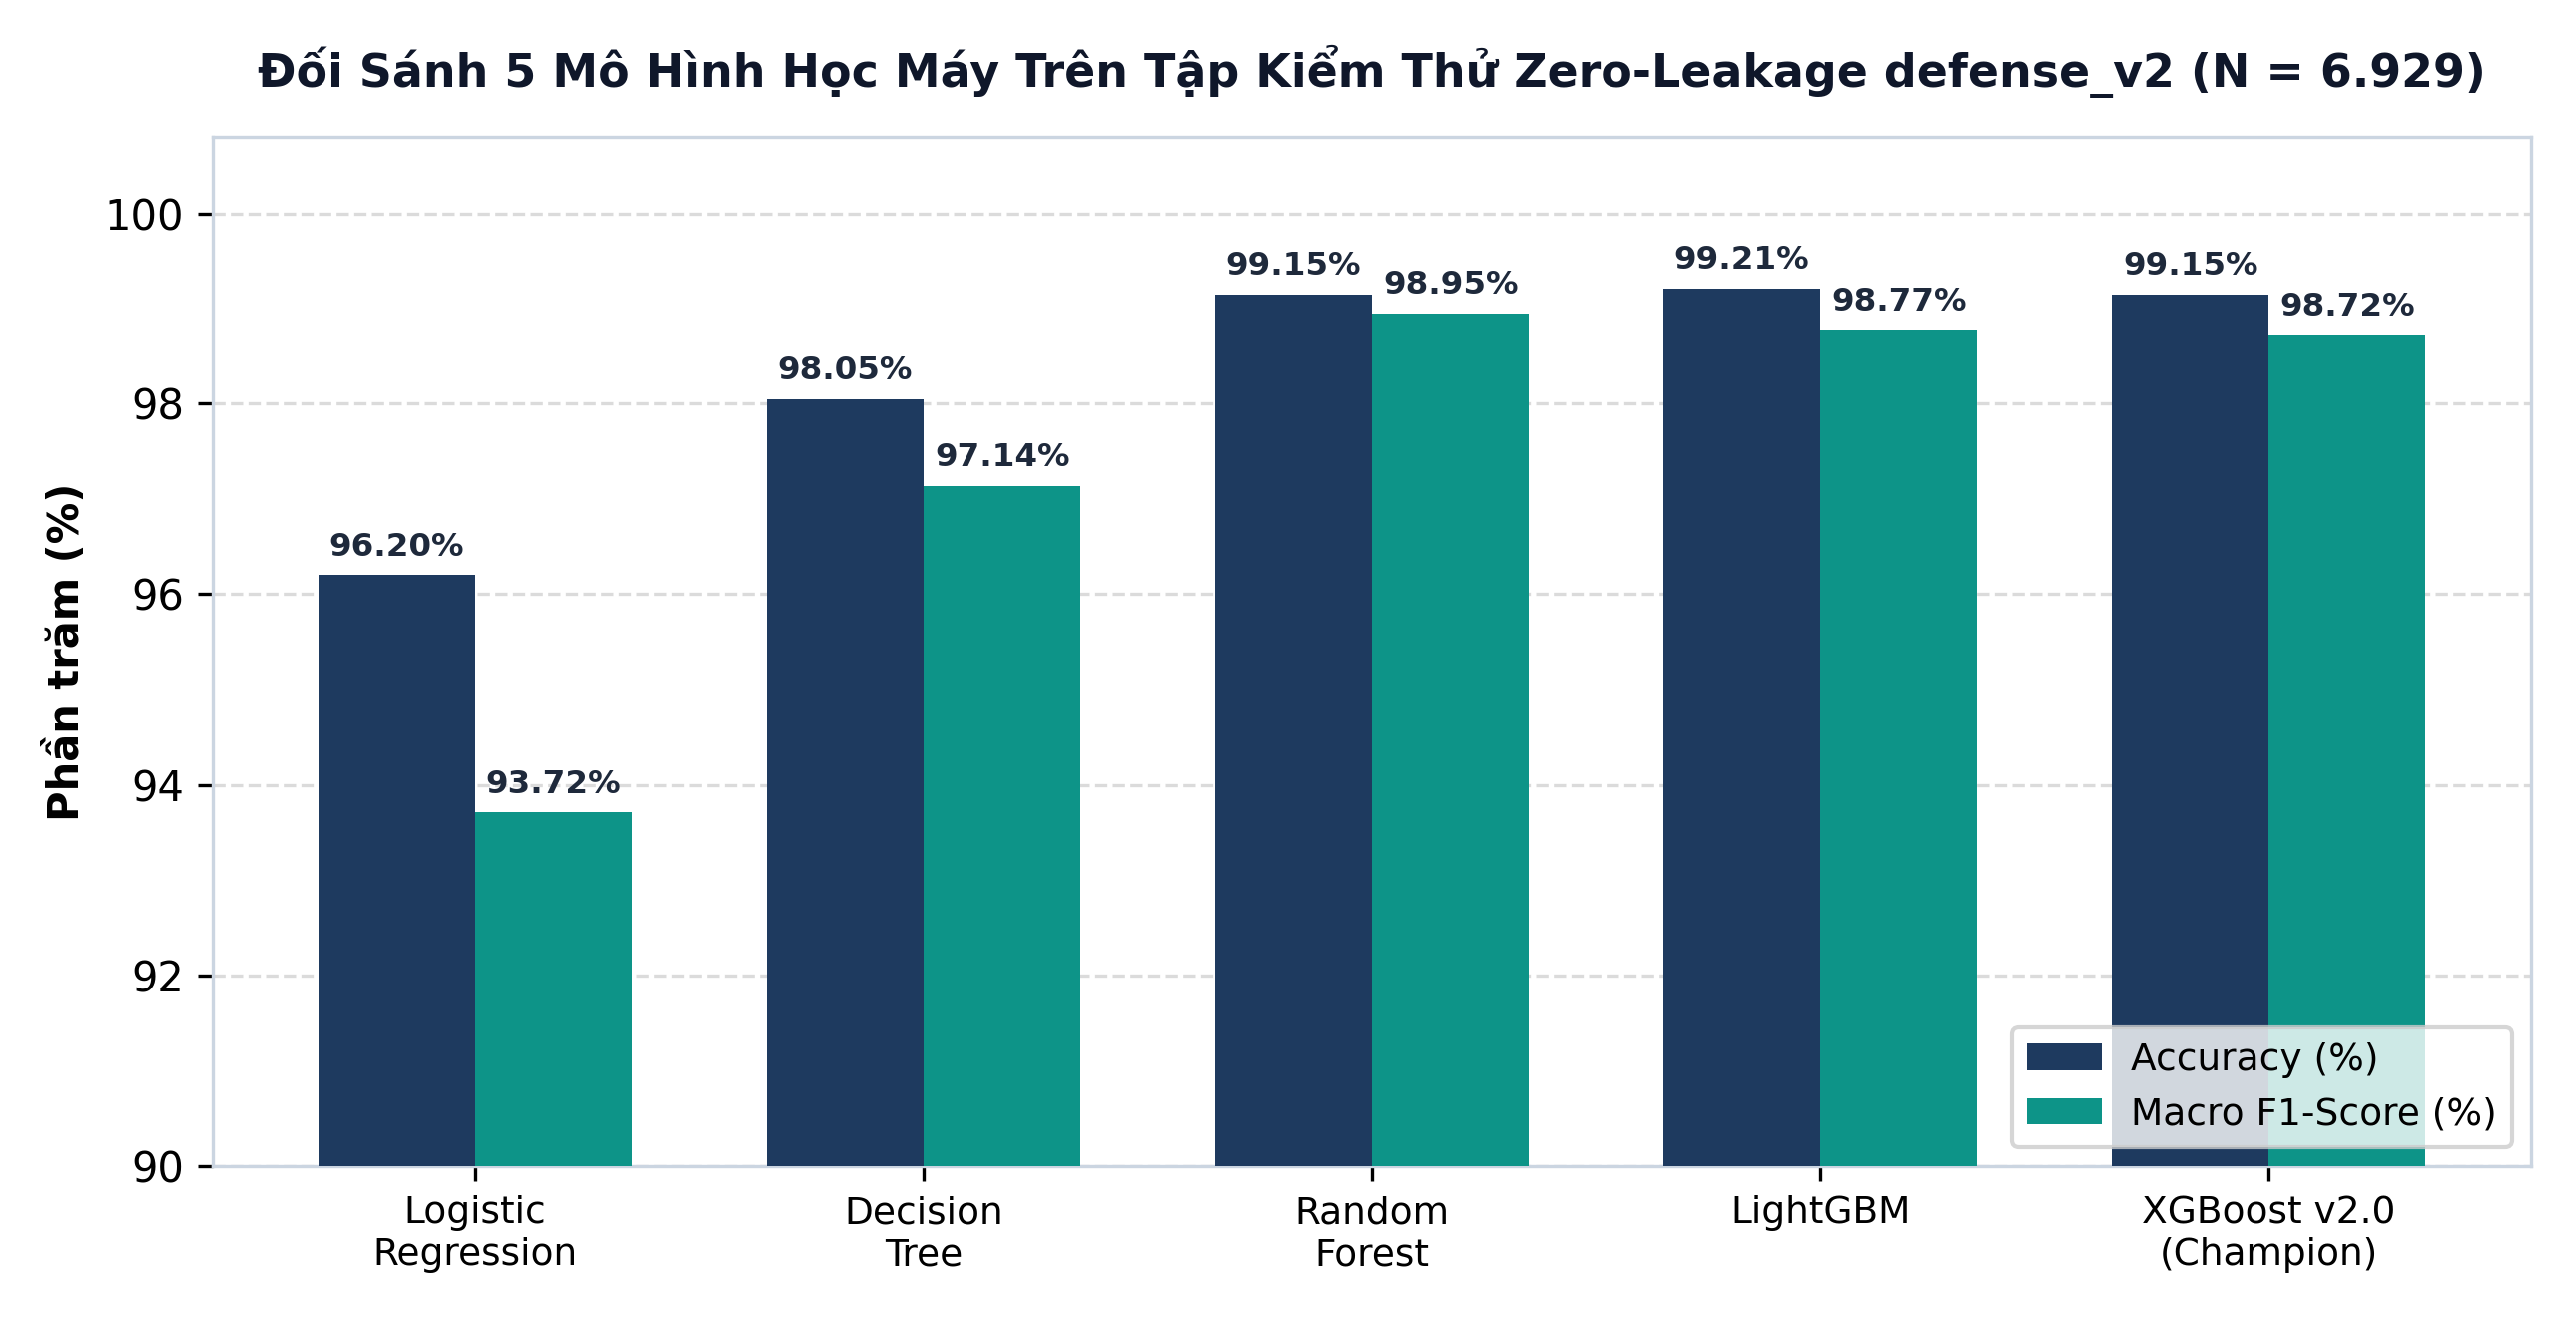 Đối Sánh 5 Mô Hình Học Máy Trên Tập Kiểm Thử Zero-Leakage defense_v2 (N = 6.929)
Phần trăm (%)
100
98
96
94
92
90
96.20%
93.72%
98.05%
97.14%
99.15%
98.95%
99.21%
98.77%
99.15%
98.72%
Accuracy (%)
Macro F1-Score (%)
Logistic
Regression
Decision
Tree
Random
Forest
LightGBM
XGBoost v2.0
(Champion)